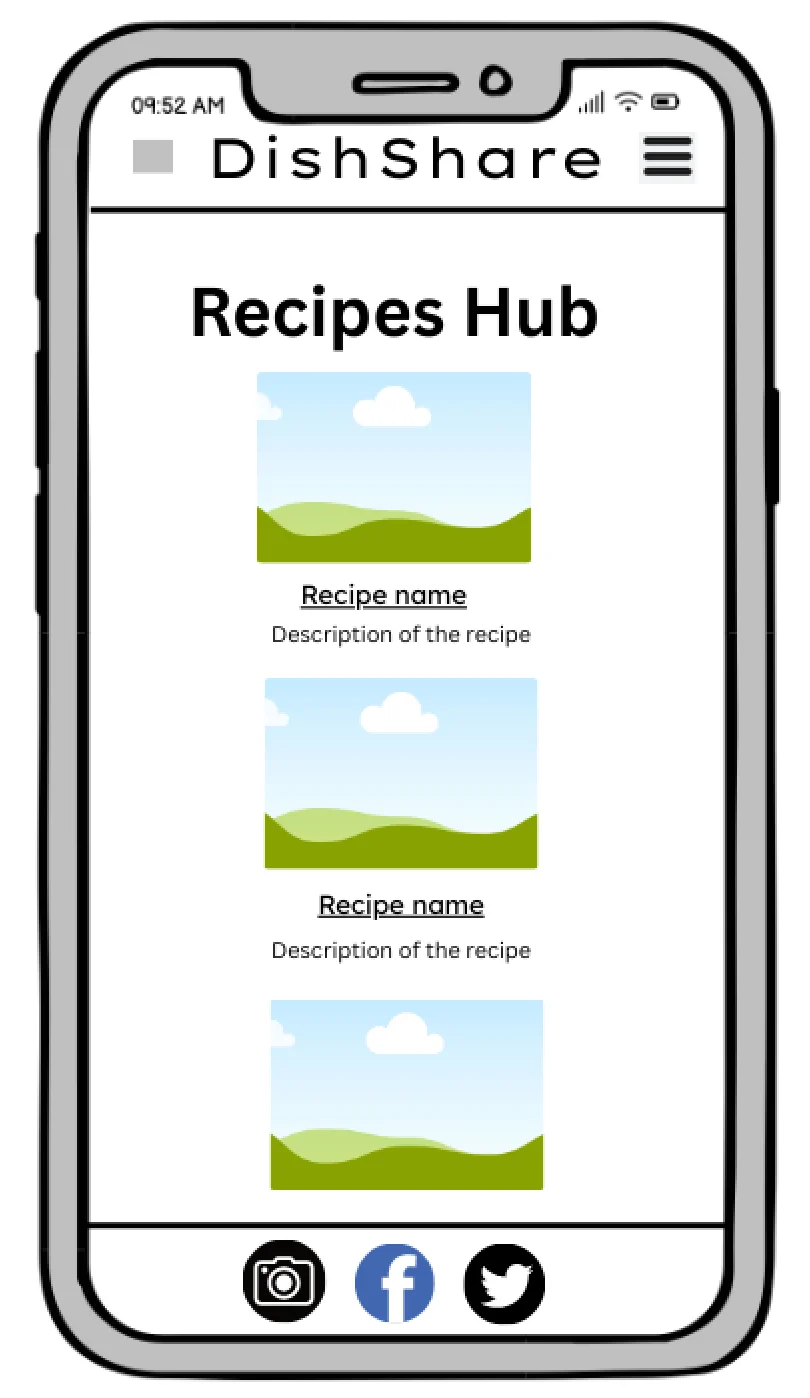 09:52 AM
DishShare
Recipes Hub
Recipe name
Description of the recipe
Recipe name
Description of the recipe